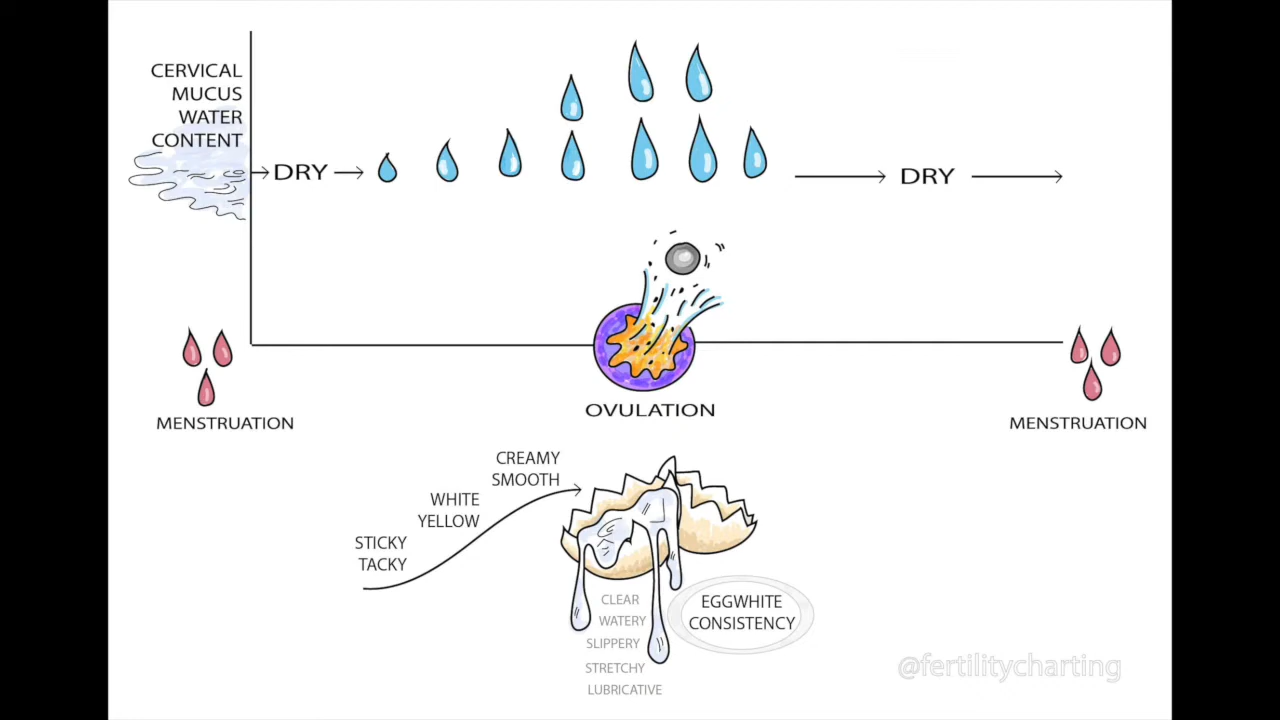 CERVICAL
MUCUS
WATER
CONTENT
DRY
DRY
MENSTRUATION
OVULATION
MENSTRUATION
CREAMY
SMOOTH
WHITE
YELLOW
STICKY
TACKY
CLEAR
WATERY
SLIPPERY
STRETCHY
LUBRICATIVE
EGGWHITE
CONSISTENCY
@fertilitycharting